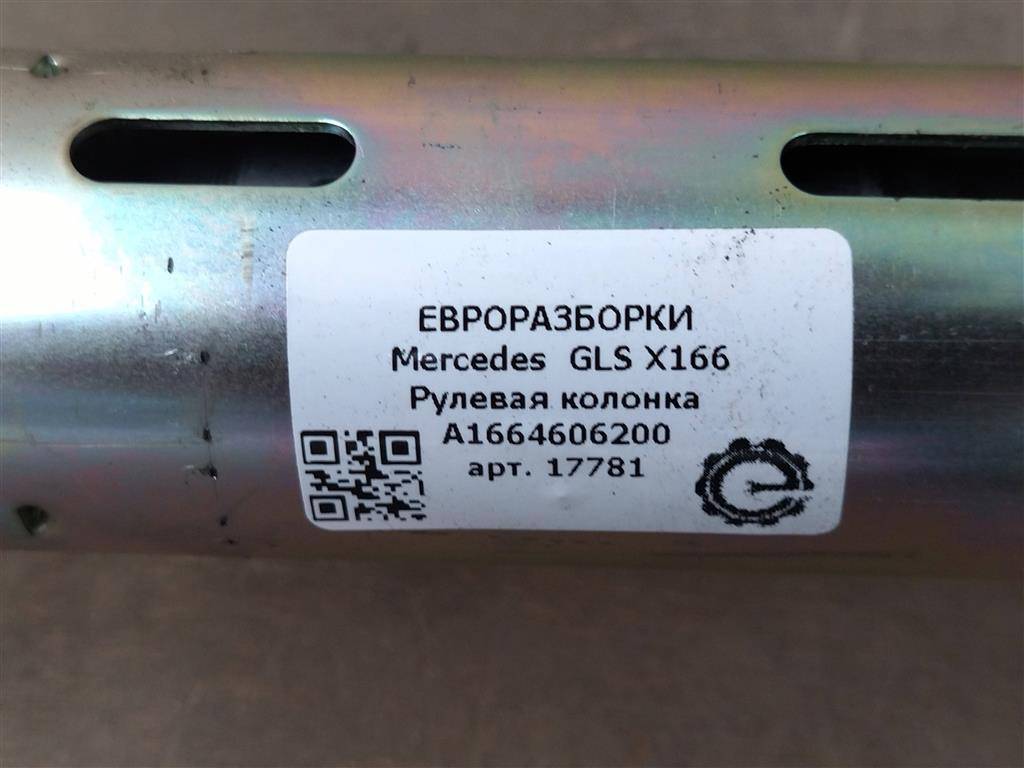 ЕВРОРАЗБОРКИ
Mercedes GLS X166
Рулевая колонка
A1664606200
арт. 17781